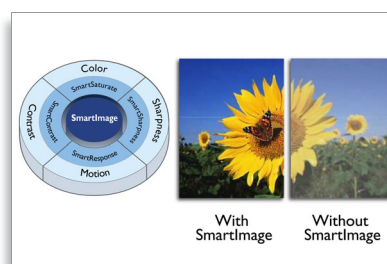 Color
SmartSaturate
Contrast
SmartContrast
SmartImage
SmartSharpness
Sharpness
SmartResponse
Motion
With
SmartImage
Without
SmartImage